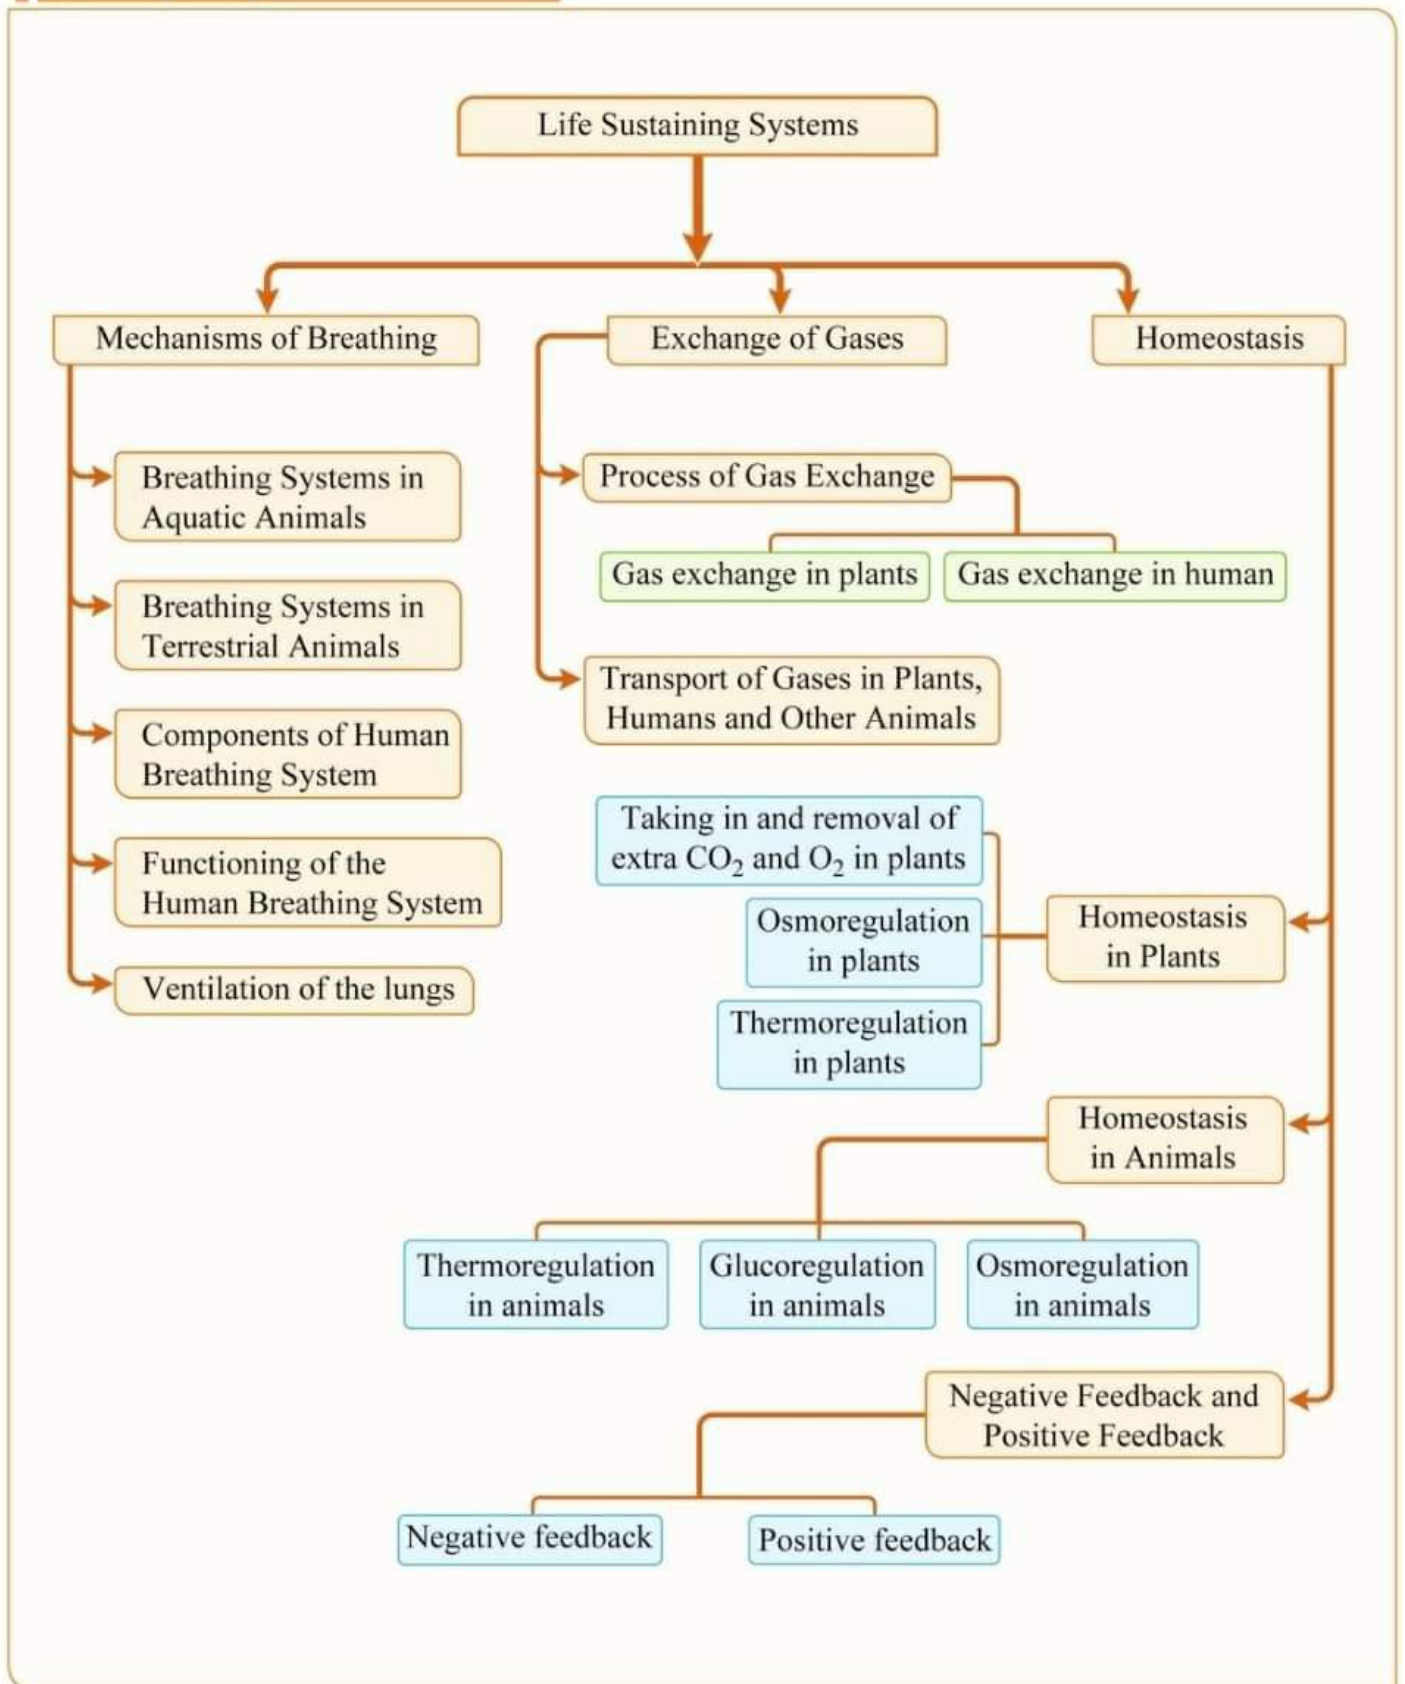 Life Sustaining Systems
Mechanisms of Breathing
Breathing Systems in
Aquatic Animals
Breathing Systems in
Terrestrial Animals
Components of Human
Breathing System
Functioning of the
Human Breathing System
Ventilation of the lungs
Exchange of Gases
Process of Gas Exchange
Gas exchange in plants
Gas exchange in human
Transport of Gases in Plants,
Humans and Other Animals
Homeostasis
Homeostasis
in Plants
Taking in and removal of
extra CO₂ and O₂ in plants
Osmoregulation
in plants
Thermoregulation
in plants
Homeostasis
in Animals
Thermoregulation
in animals
Glucoregulation
in animals
Osmoregulation
in animals
Negative Feedback and
Positive Feedback
Negative feedback
Positive feedback